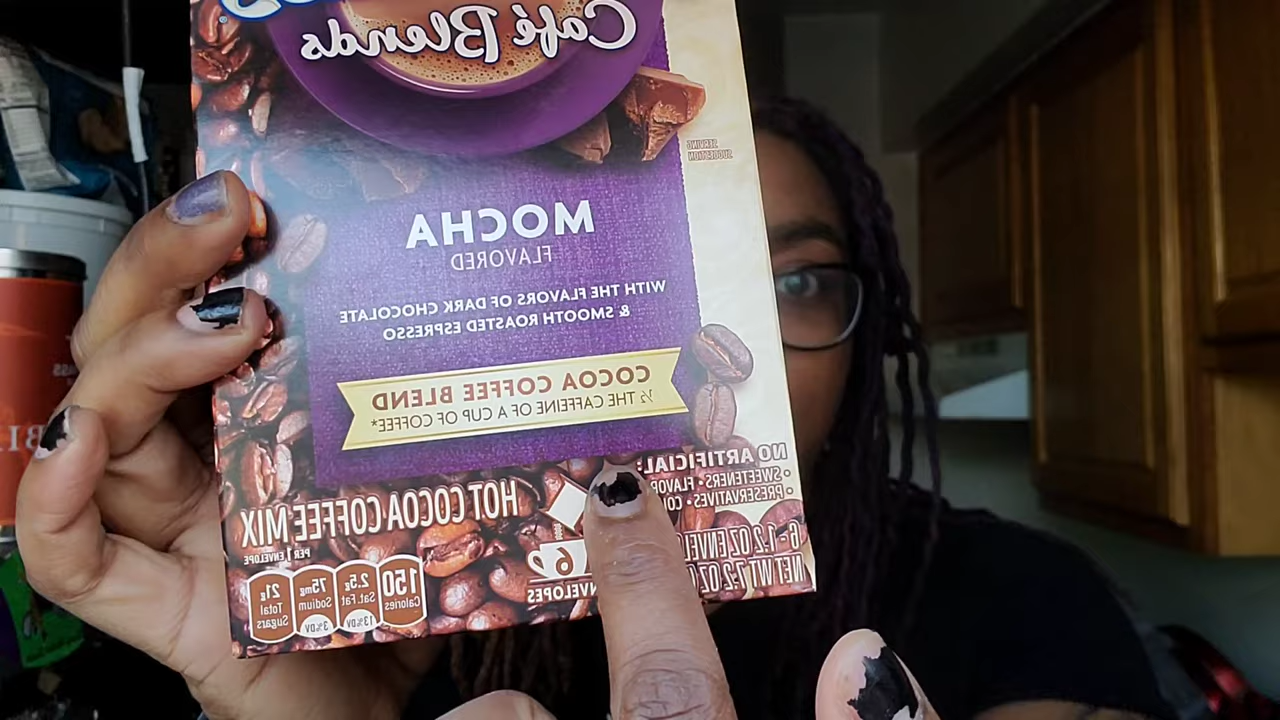 Café Blends
SERVING
SUGGESTION
MOCHA
FLAVORED
WITH THE FLAVORS OF DARK CHOCOLATE
& SMOOTH ROASTED ESPRESSO
COCOA COFFEE BLEND
½ THE CAFFEINE OF A CUP OF COFFEE*
NO ARTIFICIAL:
• SWEETENERS • FLAVOR
• PRESERVATIVES •
HOT COCOA COFFEE MIX
6 - 1.2 OZ
NET WT 7.2 OZ
6
ENVELOPES
PER 1 ENVELOPE
150
Calories
2.5g
Sat. Fat
13% DV
75mg
Sodium
3% DV
21g
Total
Sugars